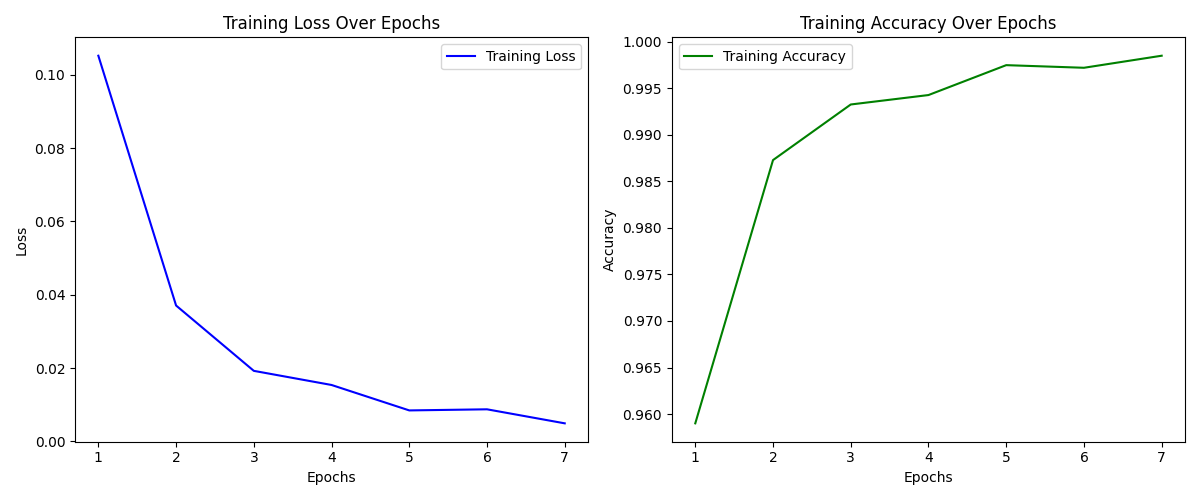 Training Loss Over Epochs
Training Loss
0.10
0.08
0.06
0.04
0.02
0.00
Loss
1 2 3 4 5 6 7
Epochs
Training Accuracy Over Epochs
Training Accuracy
1.000
0.995
0.990
0.985
0.980
0.975
0.970
0.965
0.960
Accuracy
1 2 3 4 5 6 7
Epochs